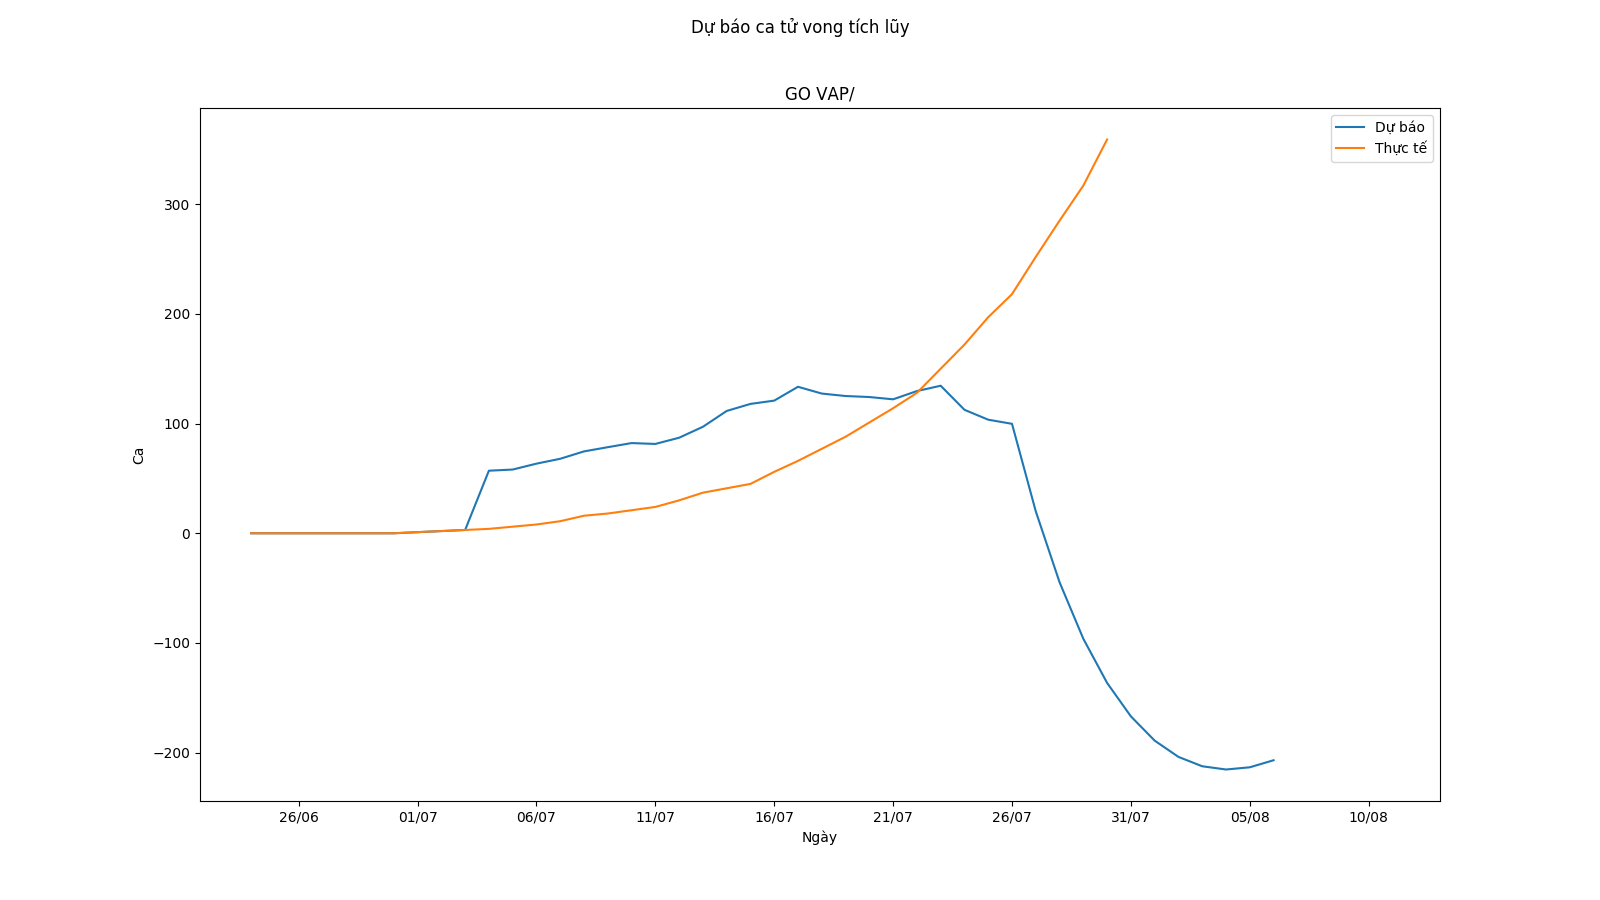 Dự báo ca tử vong tích lũy
GO VAP/
Dự báo
Thực tế
300
200
100
0
−100
−200
Ca
26/06 01/07 06/07 11/07 16/07 21/07 26/07 31/07 05/08 10/08
Ngày